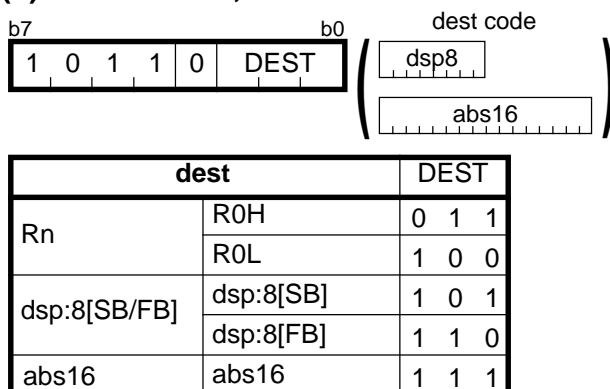 b7 b0 dest code
1 0 1 1 0 DEST dsp8
abs16
dest DEST
Rn R0H 0 1 1
R0L 1 0 0
dsp:8[SB/FB] dsp:8[SB] 1 0 1
dsp:8[FB] 1 1 0
abs16 abs16 1 1 1